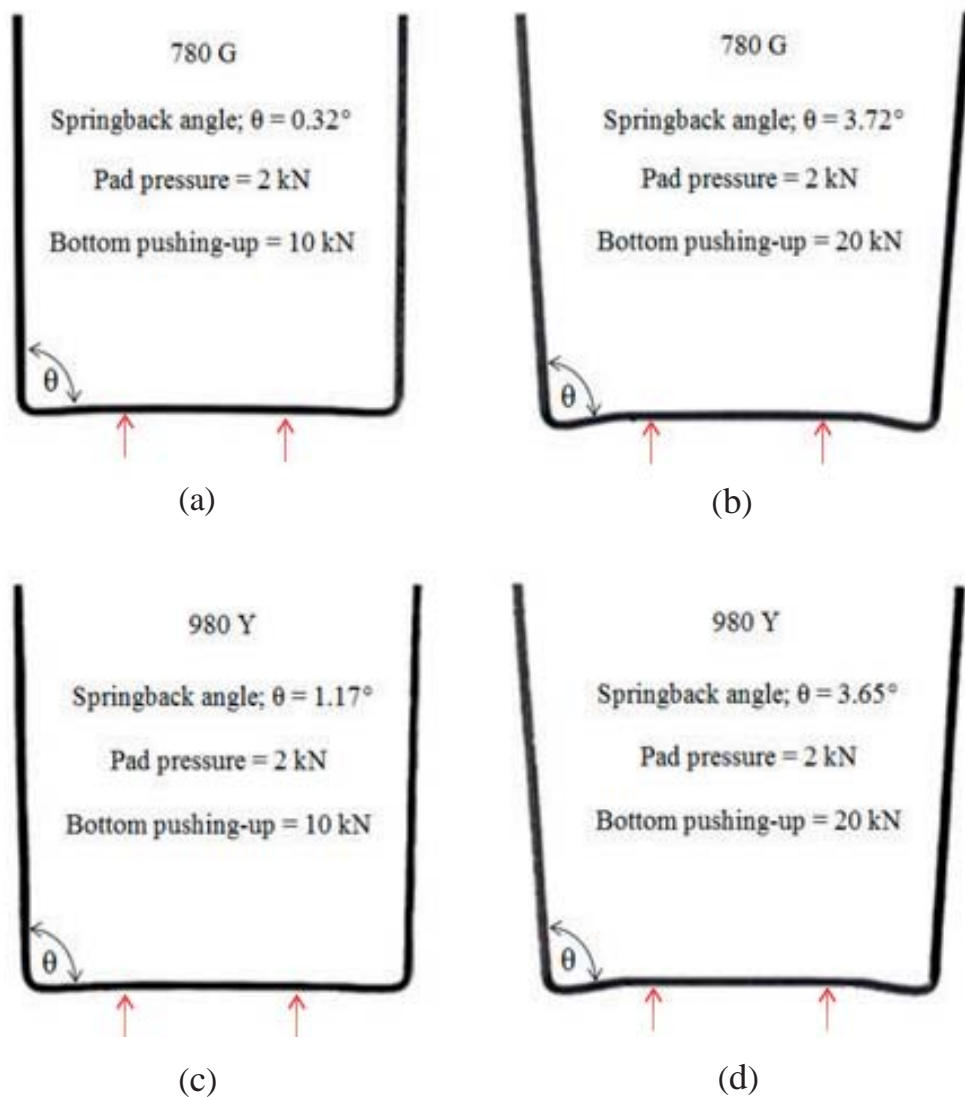 780 G
Springback angle; θ = 0.32°
Pad pressure = 2 kN
Bottom pushing-up = 10 kN
θ
(a)
780 G
Springback angle; θ = 3.72°
Pad pressure = 2 kN
Bottom pushing-up = 20 kN
θ
(b)
980 Y
Springback angle; θ = 1.17°
Pad pressure = 2 kN
Bottom pushing-up = 10 kN
θ
(c)
980 Y
Springback angle; θ = 3.65°
Pad pressure = 2 kN
Bottom pushing-up = 20 kN
θ
(d)